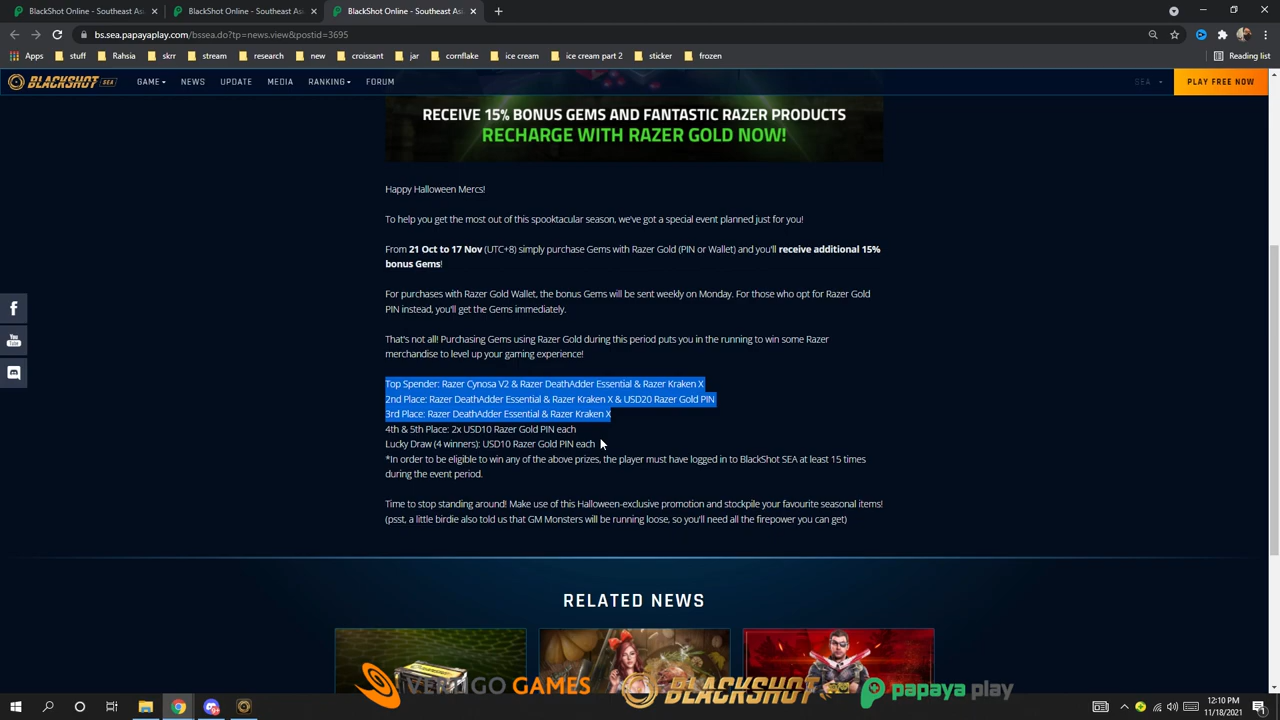 BlackShot Online - Southeast Asi
BlackShot Online - Southeast Asi
BlackShot Online - Southeast Asi
bs.sea.papayaplay.com/bssea.do?tp=news.view&postid=3695
Apps stuff Rahsia skrr stream research new croissant jar cornflake ice cream ice cream part 2 sticker frozen Reading list
BLACKSHOT SEA GAME NEWS UPDATE MEDIA RANKING FORUM SEA PLAY FREE NOW
RECEIVE 15% BONUS GEMS AND FANTASTIC RAZER PRODUCTS
RECHARGE WITH RAZER GOLD NOW!
Happy Halloween Mercs!
To help you get the most out of this spooktacular season, we've got a special event planned just for you!
From 21 Oct to 17 Nov (UTC+8) simply purchase Gems with Razer Gold (PIN or Wallet) and you'll receive additional 15%
bonus Gems!
For purchases with Razer Gold Wallet, the bonus Gems will be sent weekly on Monday. For those who opt for Razer Gold
PIN instead, you'll get the Gems immediately.
That's not all! Purchasing Gems using Razer Gold during this period puts you in the running to win some Razer
merchandise to level up your gaming experience!
Top Spender: Razer Cynosa V2 & Razer DeathAdder Essential & Razer Kraken X
2nd Place: Razer DeathAdder Essential & Razer Kraken X & USD20 Razer Gold PIN
3rd Place: Razer DeathAdder Essential & Razer Kraken X
4th & 5th Place: 2x USD10 Razer Gold PIN each
Lucky Draw (4 winners): USD10 Razer Gold PIN each
*In order to be eligible to win any of the above prizes, the player must have logged in to BlackShot SEA at least 15 times
during the event period.
Time to stop standing around! Make use of this Halloween-exclusive promotion and stockpile your favourite seasonal items!
(psst, a little birdie also told us that GM Monsters will be running loose, so you'll need all the firepower you can get)
RELATED NEWS
VERTIGO GAMES BLACKSHOT papaya play
12:10 PM
11/18/2021